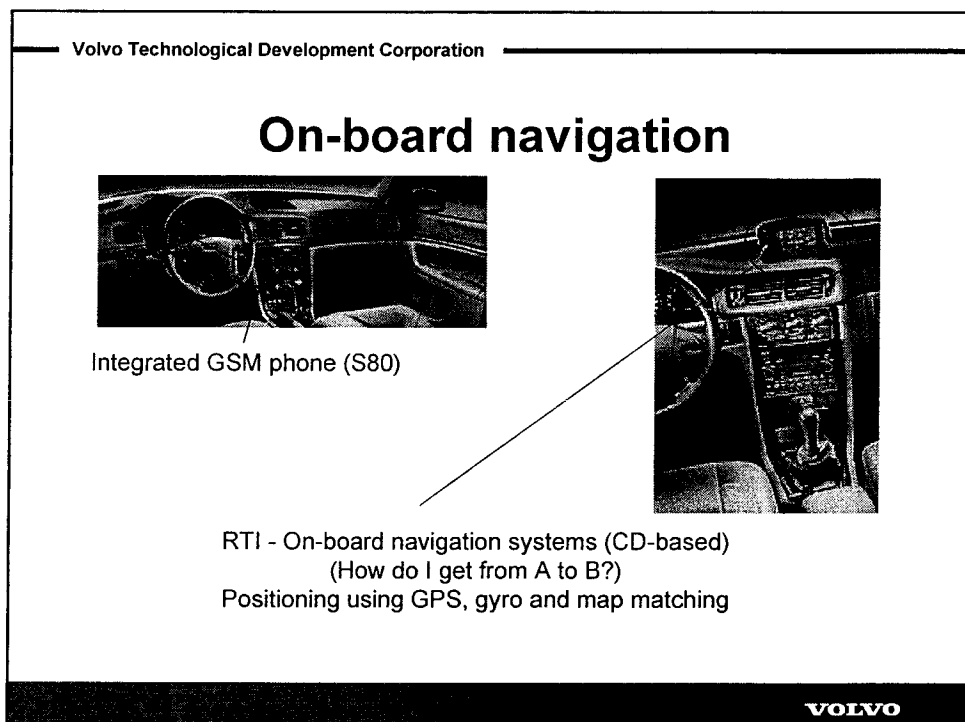 Volvo Technological Development Corporation
On-board navigation
Integrated GSM phone (S80)
RTI - On-board navigation systems (CD-based)
(How do I get from A to B?)
Positioning using GPS, gyro and map matching
VOLVO